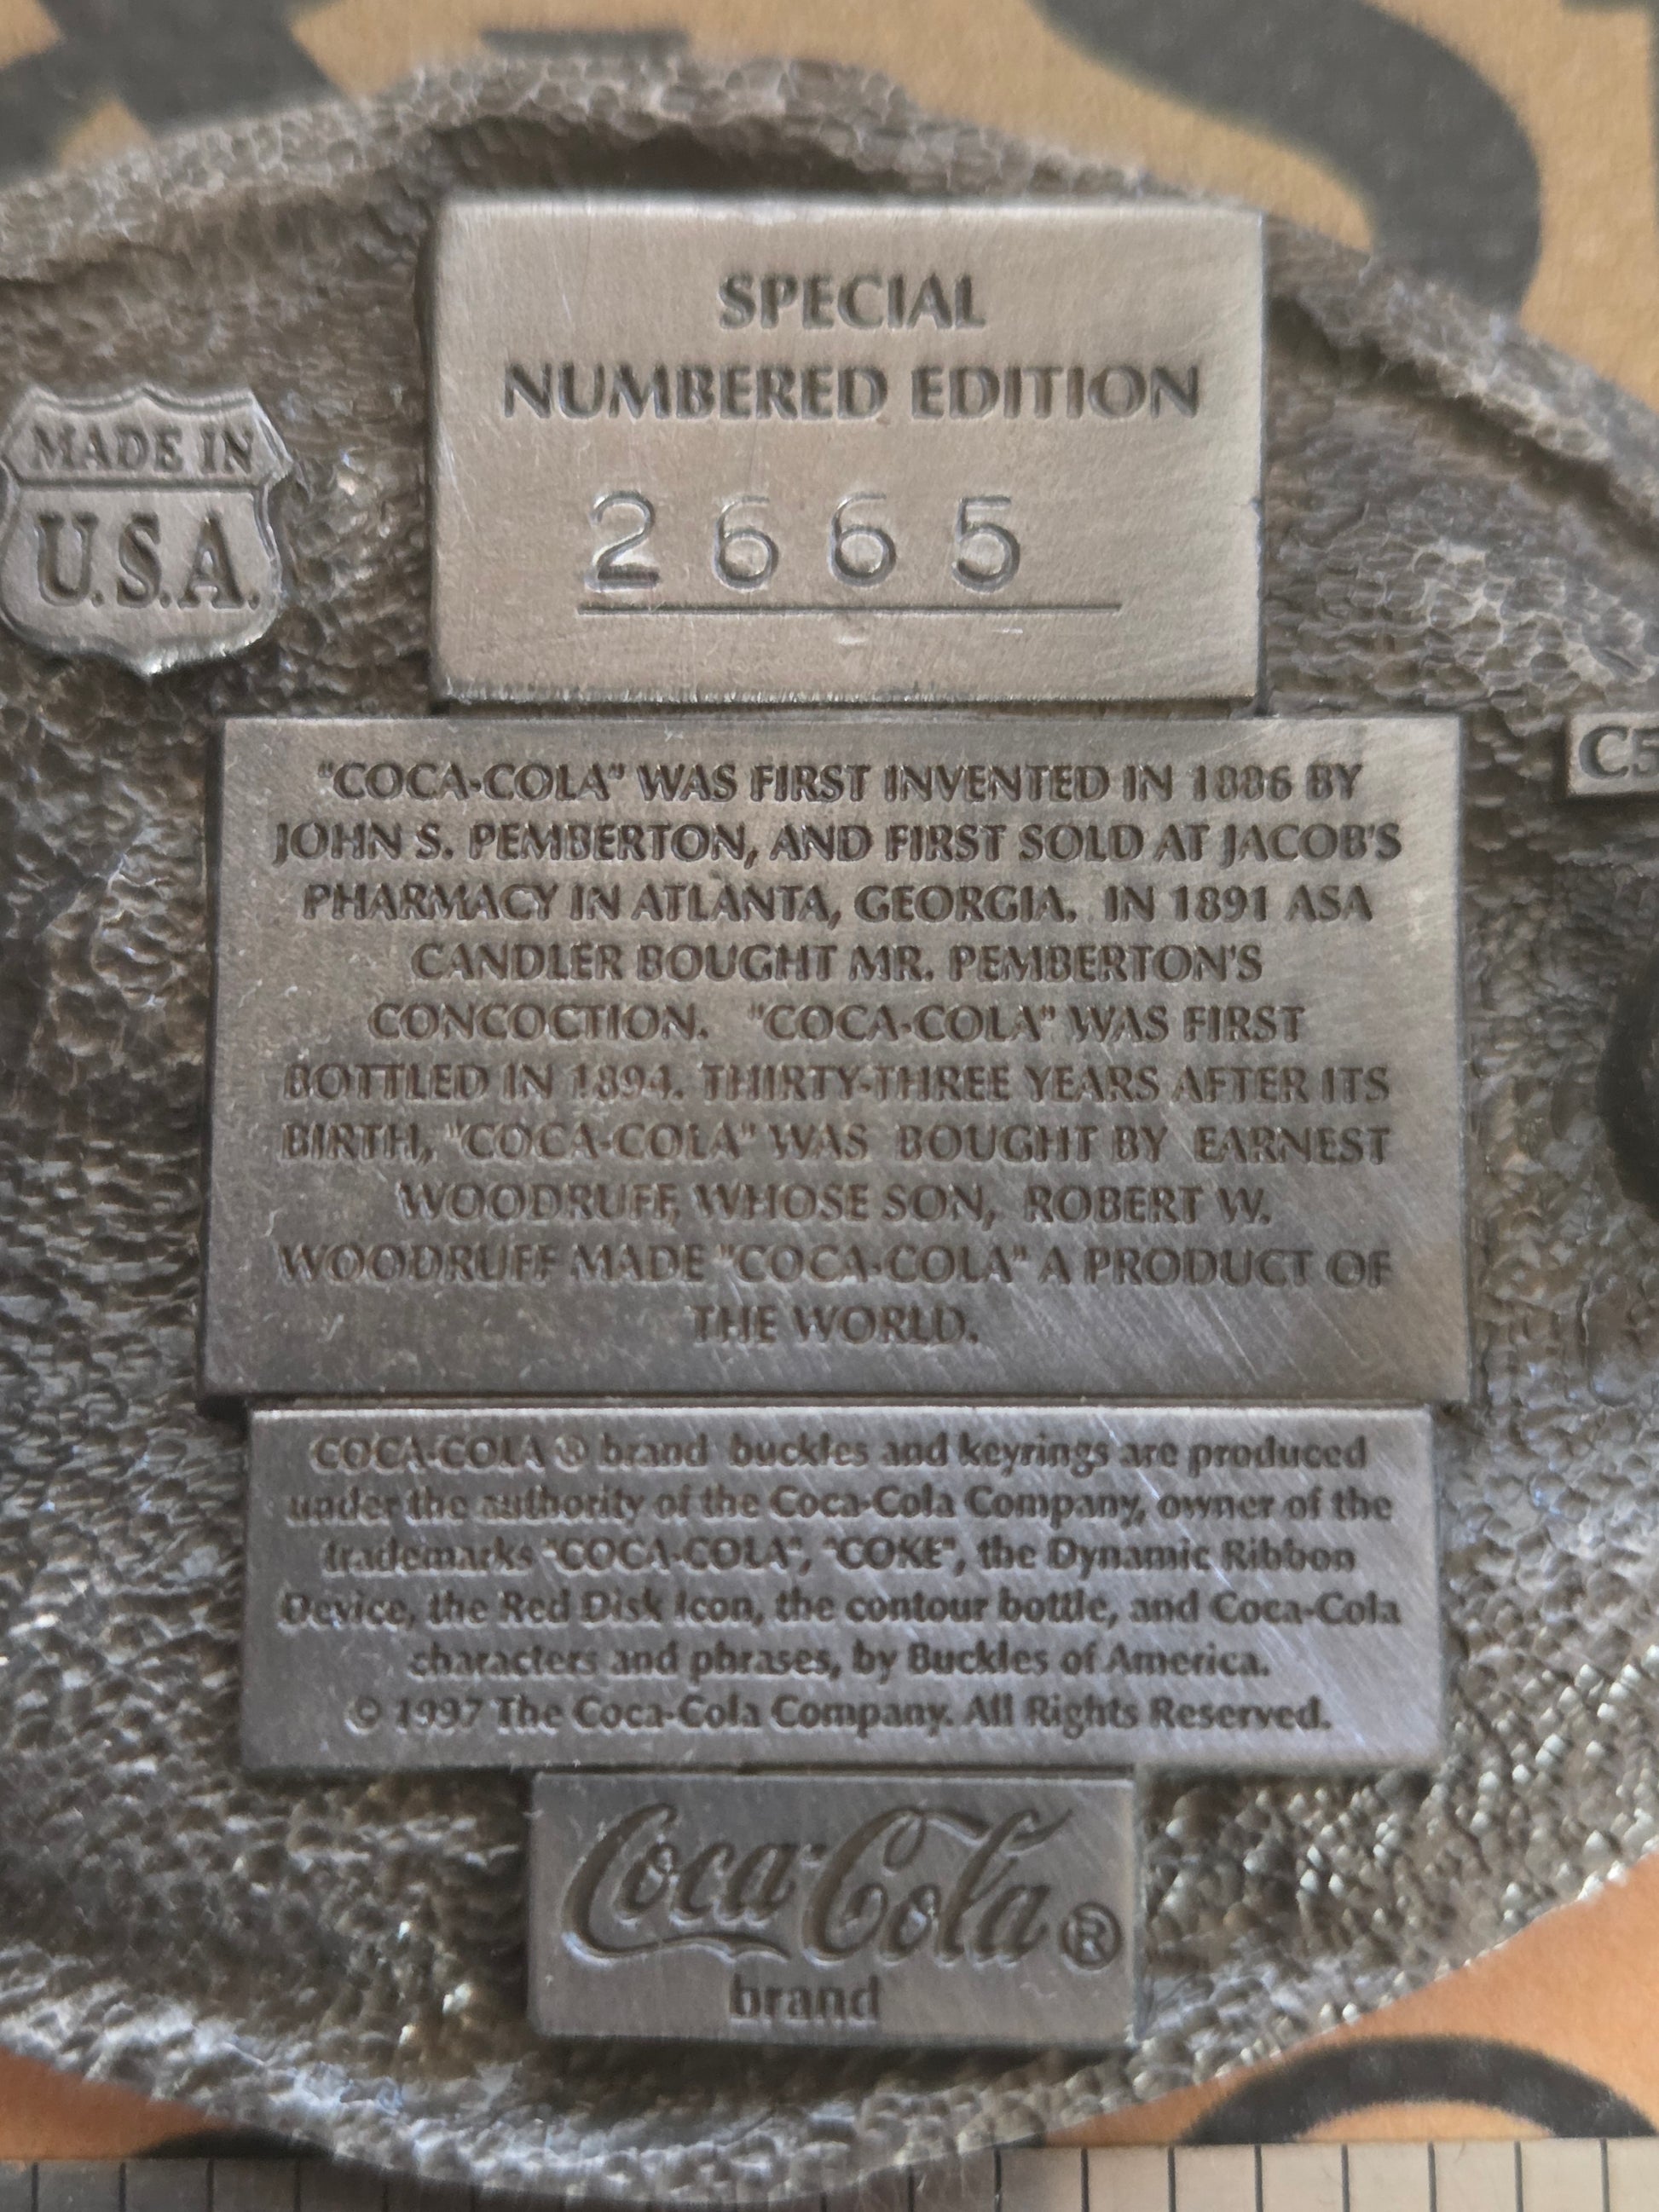 SPECIAL
NUMBERED EDITION
2665
MADE IN
U.S.A.
C5
"COCA-COLA" WAS FIRST INVENTED IN 1886 BY
JOHN S. PEMBERTON, AND FIRST SOLD AT JACOB'S
PHARMACY IN ATLANTA, GEORGIA. IN 1891 ASA
CANDLER BOUGHT MR. PEMBERTON'S
CONCOCTION. "COCA-COLA" WAS FIRST
BOTTLED IN 1894. THIRTY-THREE YEARS AFTER ITS
BIRTH, "COCA-COLA" WAS BOUGHT BY EARNEST
WOODRUFF, WHOSE SON, ROBERT W.
WOODRUFF MADE "COCA-COLA" A PRODUCT OF
THE WORLD.
COCA-COLA ® brand buckles and keyrings are produced
under the authority of the Coca-Cola Company, owner of the
trademarks "COCA-COLA", "COKE", the Dynamic Ribbon
Device, the Red Disk Icon, the contour bottle, and Coca-Cola
characters and phrases, by Buckles of America.
© 1997 The Coca-Cola Company. All Rights Reserved.
Coca-Cola®
brand